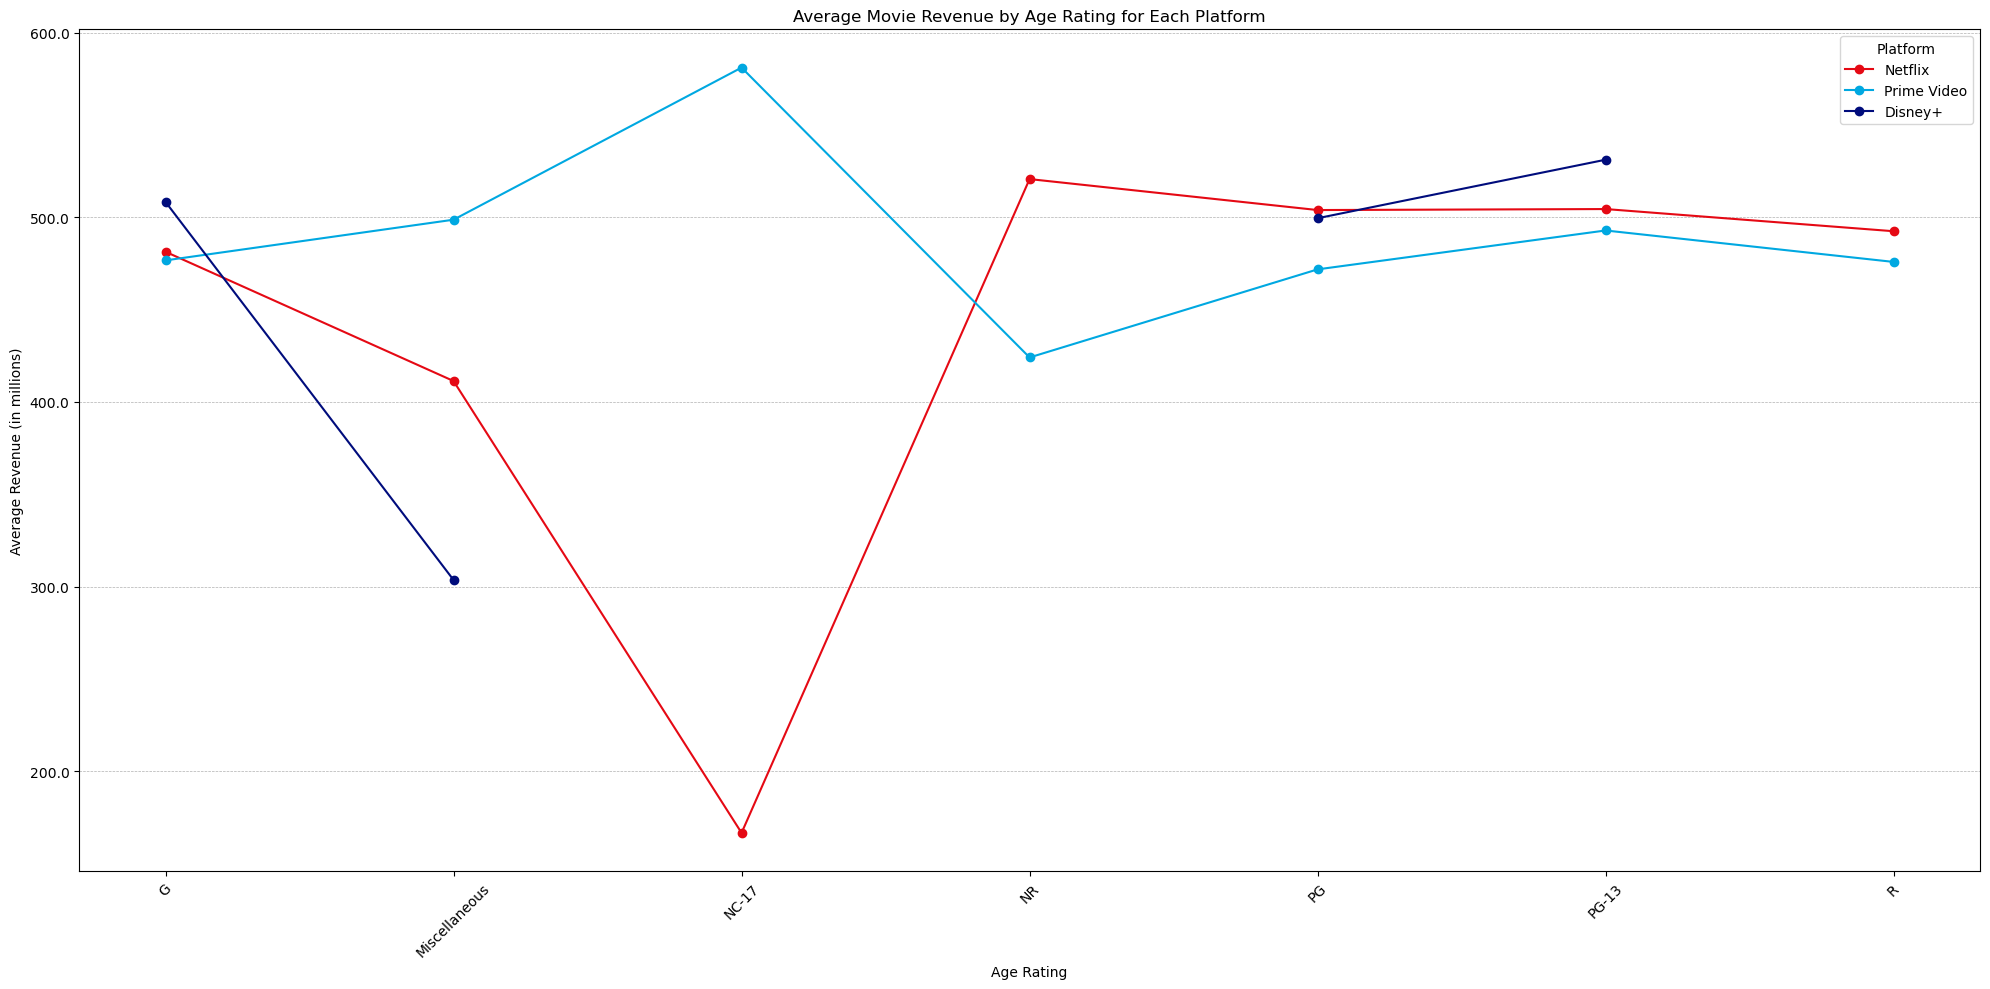 Average Movie Revenue by Age Rating for Each Platform
600.0
500.0
400.0
300.0
200.0
Average Revenue (in millions)
Platform
Netflix
Prime Video
Disney+
G
Miscellaneous
NC-17
NR
PG
PG-13
R
Age Rating